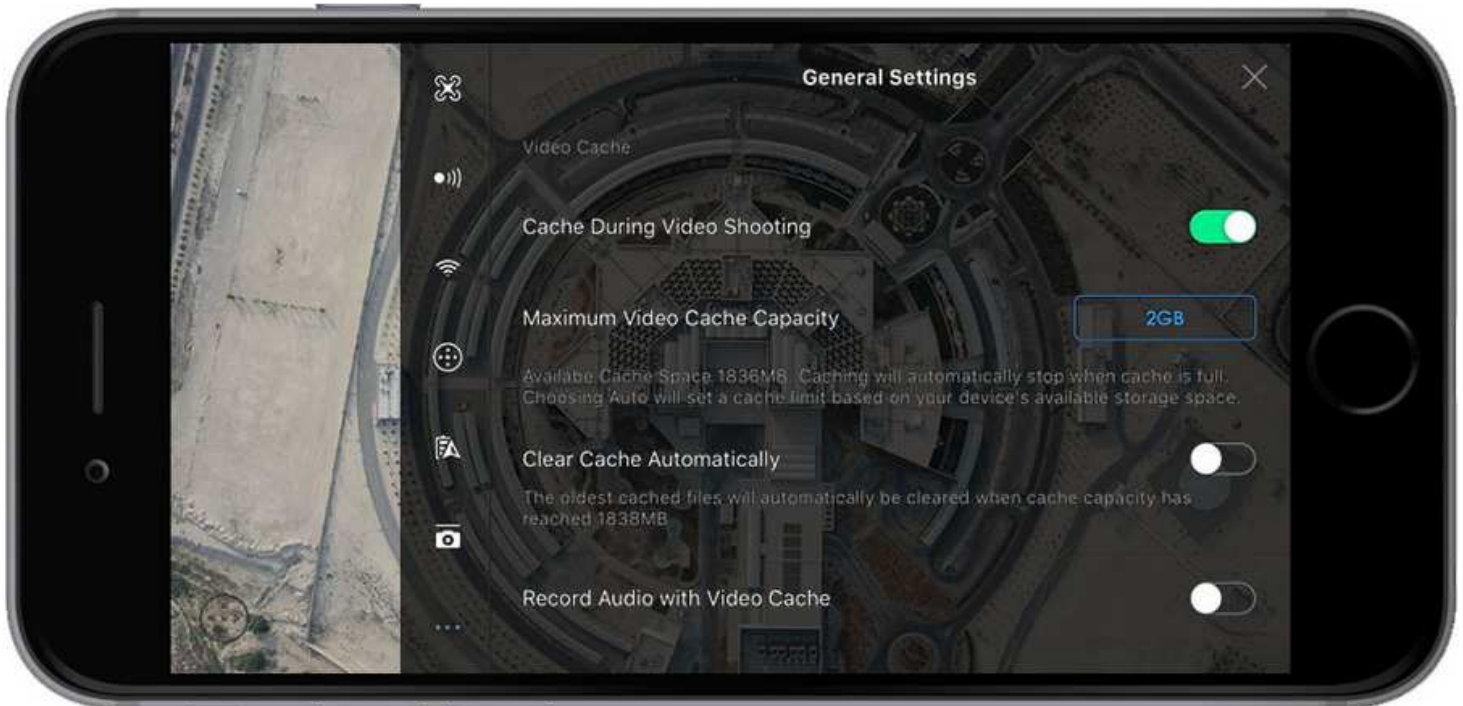 General Settings
Video Cache
Cache During Video Shooting
Maximum Video Cache Capacity
2GB
Availabe Cache Space 1836MB. Caching will automatically stop when cache is full.
Choosing Auto will set a cache limit based on your device's available storage space.
Clear Cache Automatically
The oldest cached files will automatically be cleared when cache capacity has
reached 1838MB
Record Audio with Video Cache